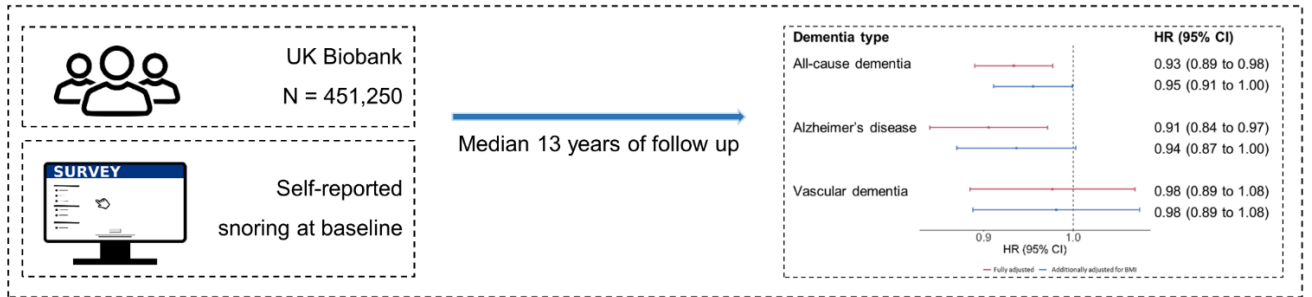 UK Biobank
N = 451,250
SURVEY
Self-reported
snoring at baseline
Median 13 years of follow up
Dementia type HR (95% CI)
All-cause dementia 0.93 (0.89 to 0.98)
0.95 (0.91 to 1.00)
Alzheimer's disease 0.91 (0.84 to 0.97)
0.94 (0.87 to 1.00)
Vascular dementia 0.98 (0.89 to 1.08)
0.98 (0.89 to 1.08)
0.9 1.0
HR (95% CI)
Fully adjusted Additionally adjusted for BMI